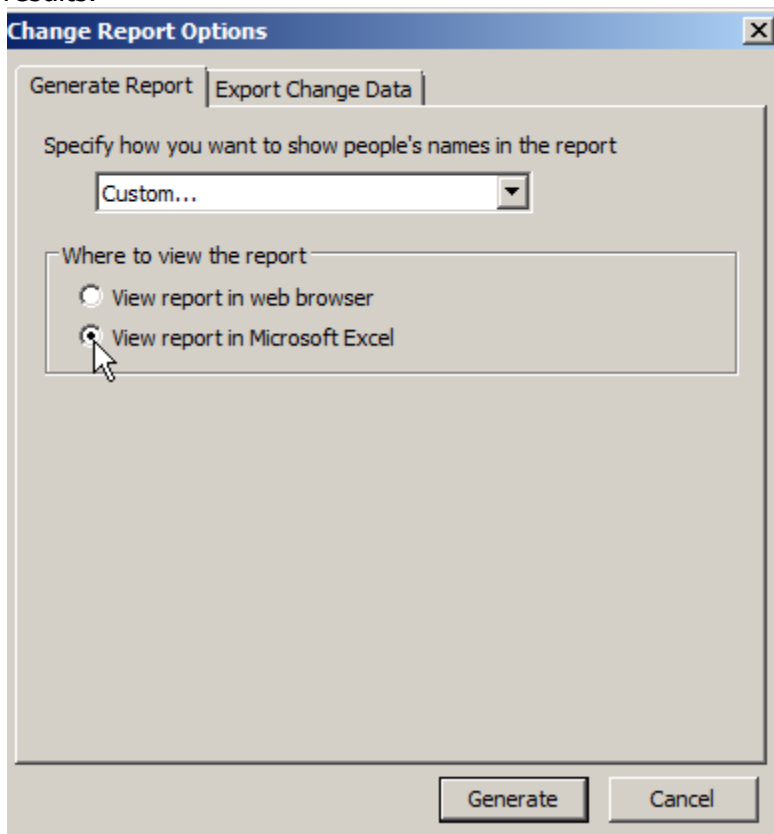 results.
Change Report Options
Generate Report Export Change Data
Specify how you want to show people's names in the report
Custom...
Where to view the report
View report in web browser
View report in Microsoft Excel
Generate Cancel